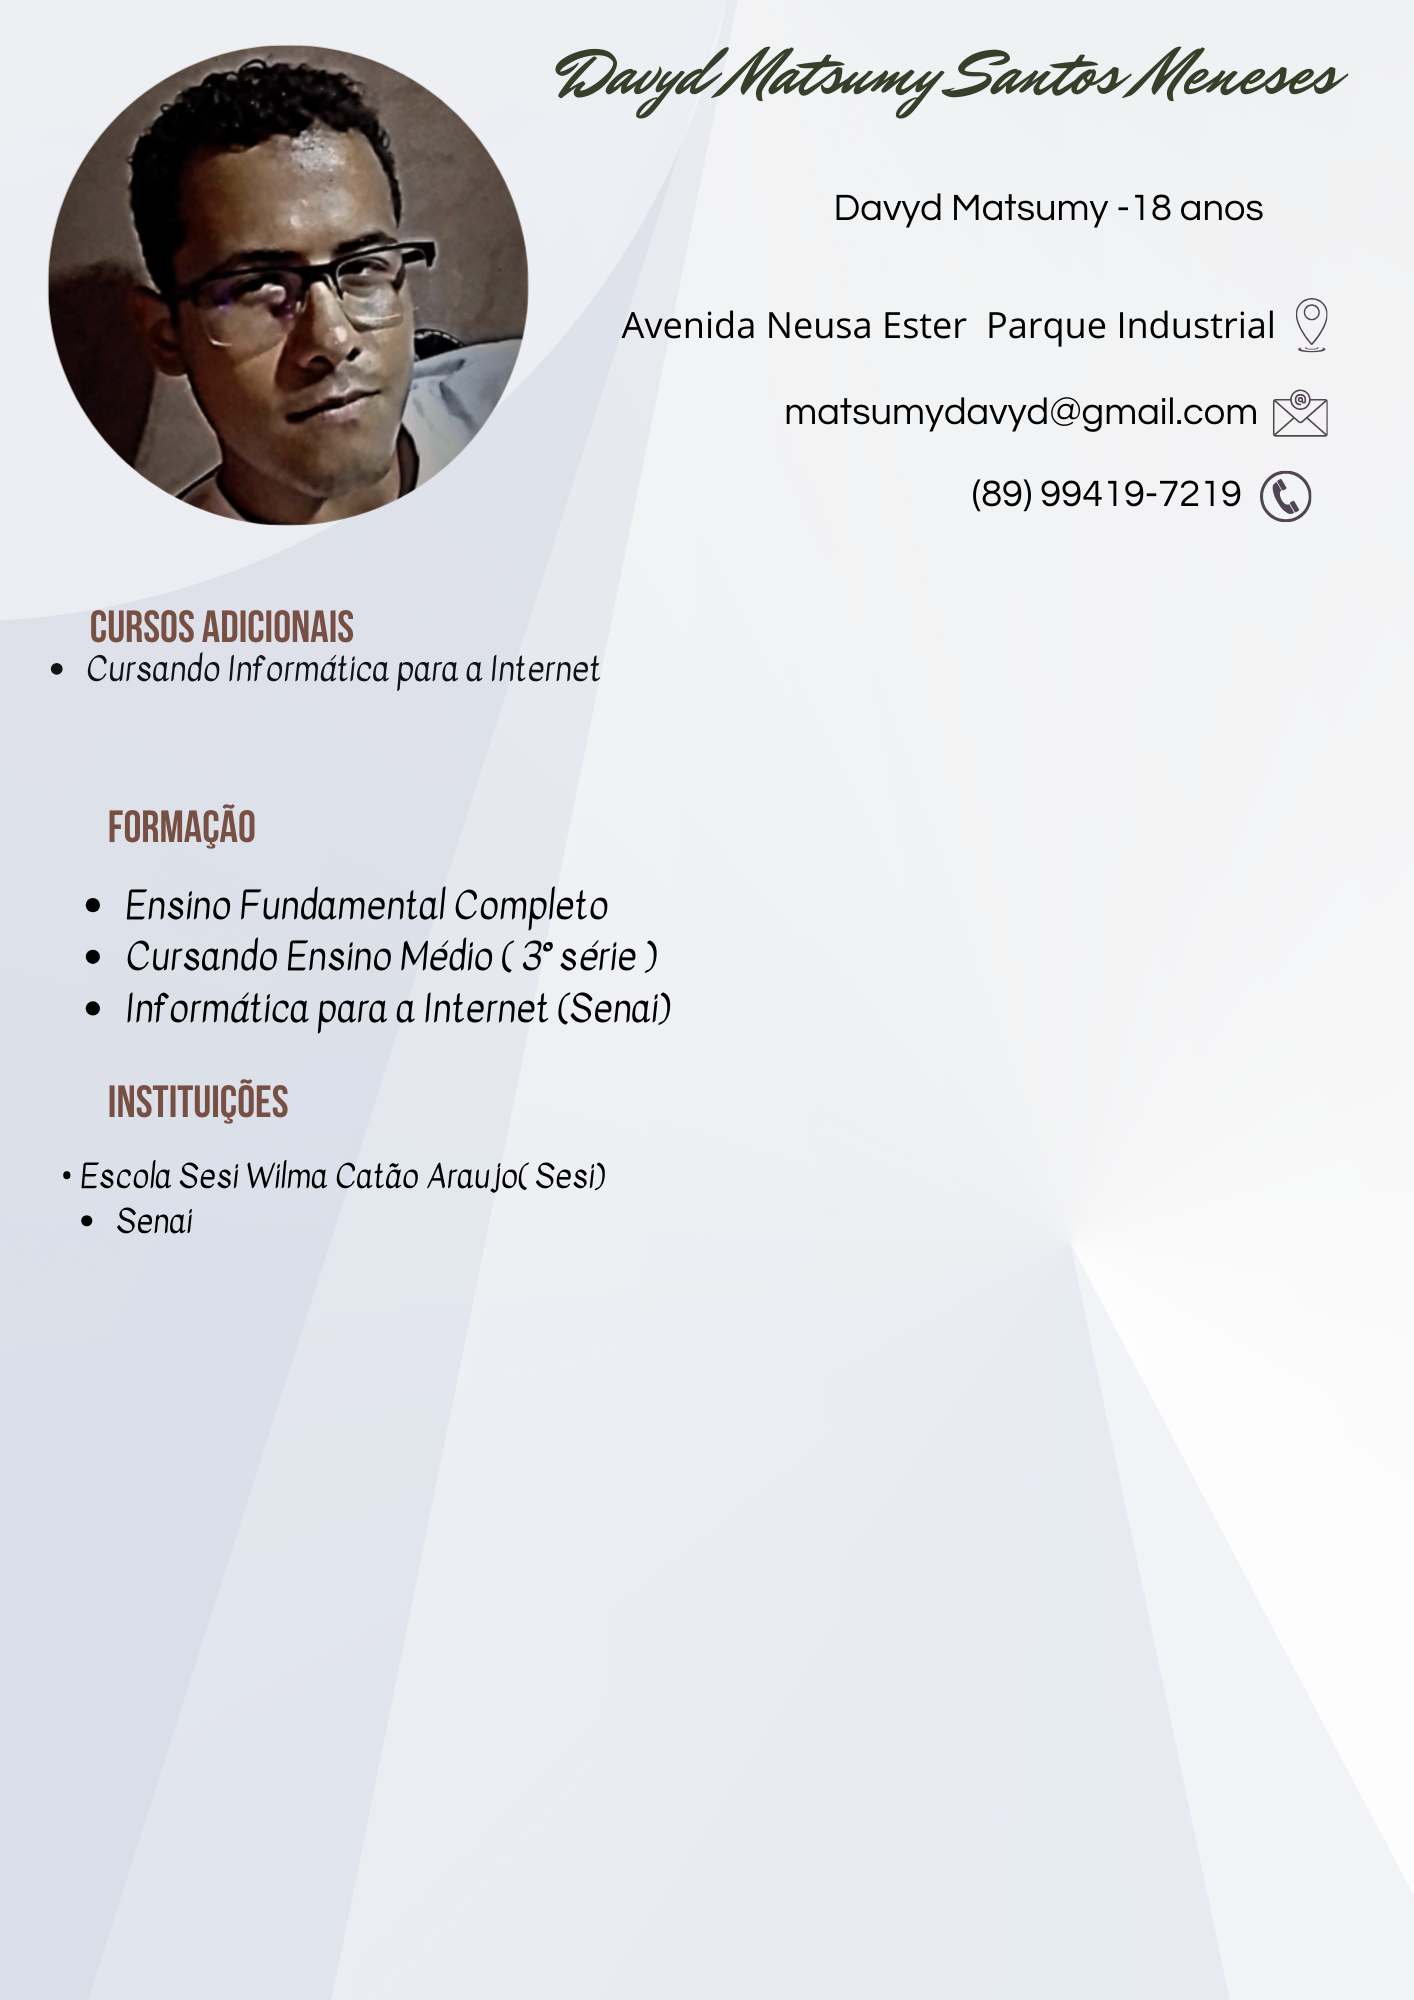 Davyd Matsumy Santos Meneses
Davyd Matsumy -18 anos
Avenida Neusa Ester  Parque Industrial
matsumydavyd@gmail.com
(89) 99419-7219
CURSOS ADICIONAIS
• Cursando Informática para a Internet
FORMAÇÃO
• Ensino Fundamental Completo
• Cursando Ensino Médio ( 3° série )
• Informática para a Internet (Senai)
INSTITUIÇÕES
• Escola Sesi Wilma Catão Araujo( Sesi)
• Senai